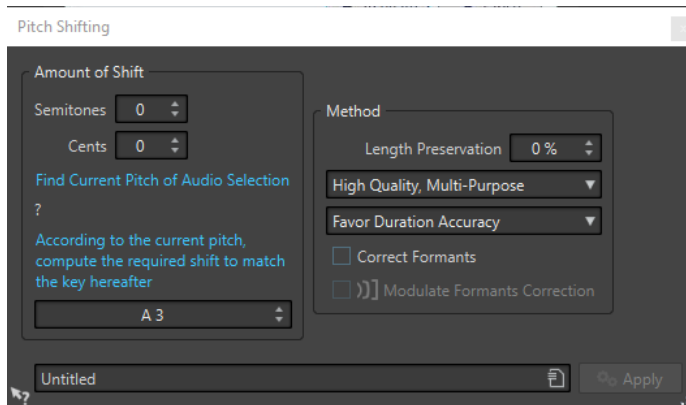 Pitch Shifting
Amount of Shift
Semitones 0
Cents 0
Find Current Pitch of Audio Selection
?
According to the current pitch,
compute the required shift to match
the key hereafter
A 3
Method
Length Preservation 0 %
High Quality, Multi-Purpose
Favor Duration Accuracy
Correct Formants
Modulate Formants Correction
Untitled
Apply